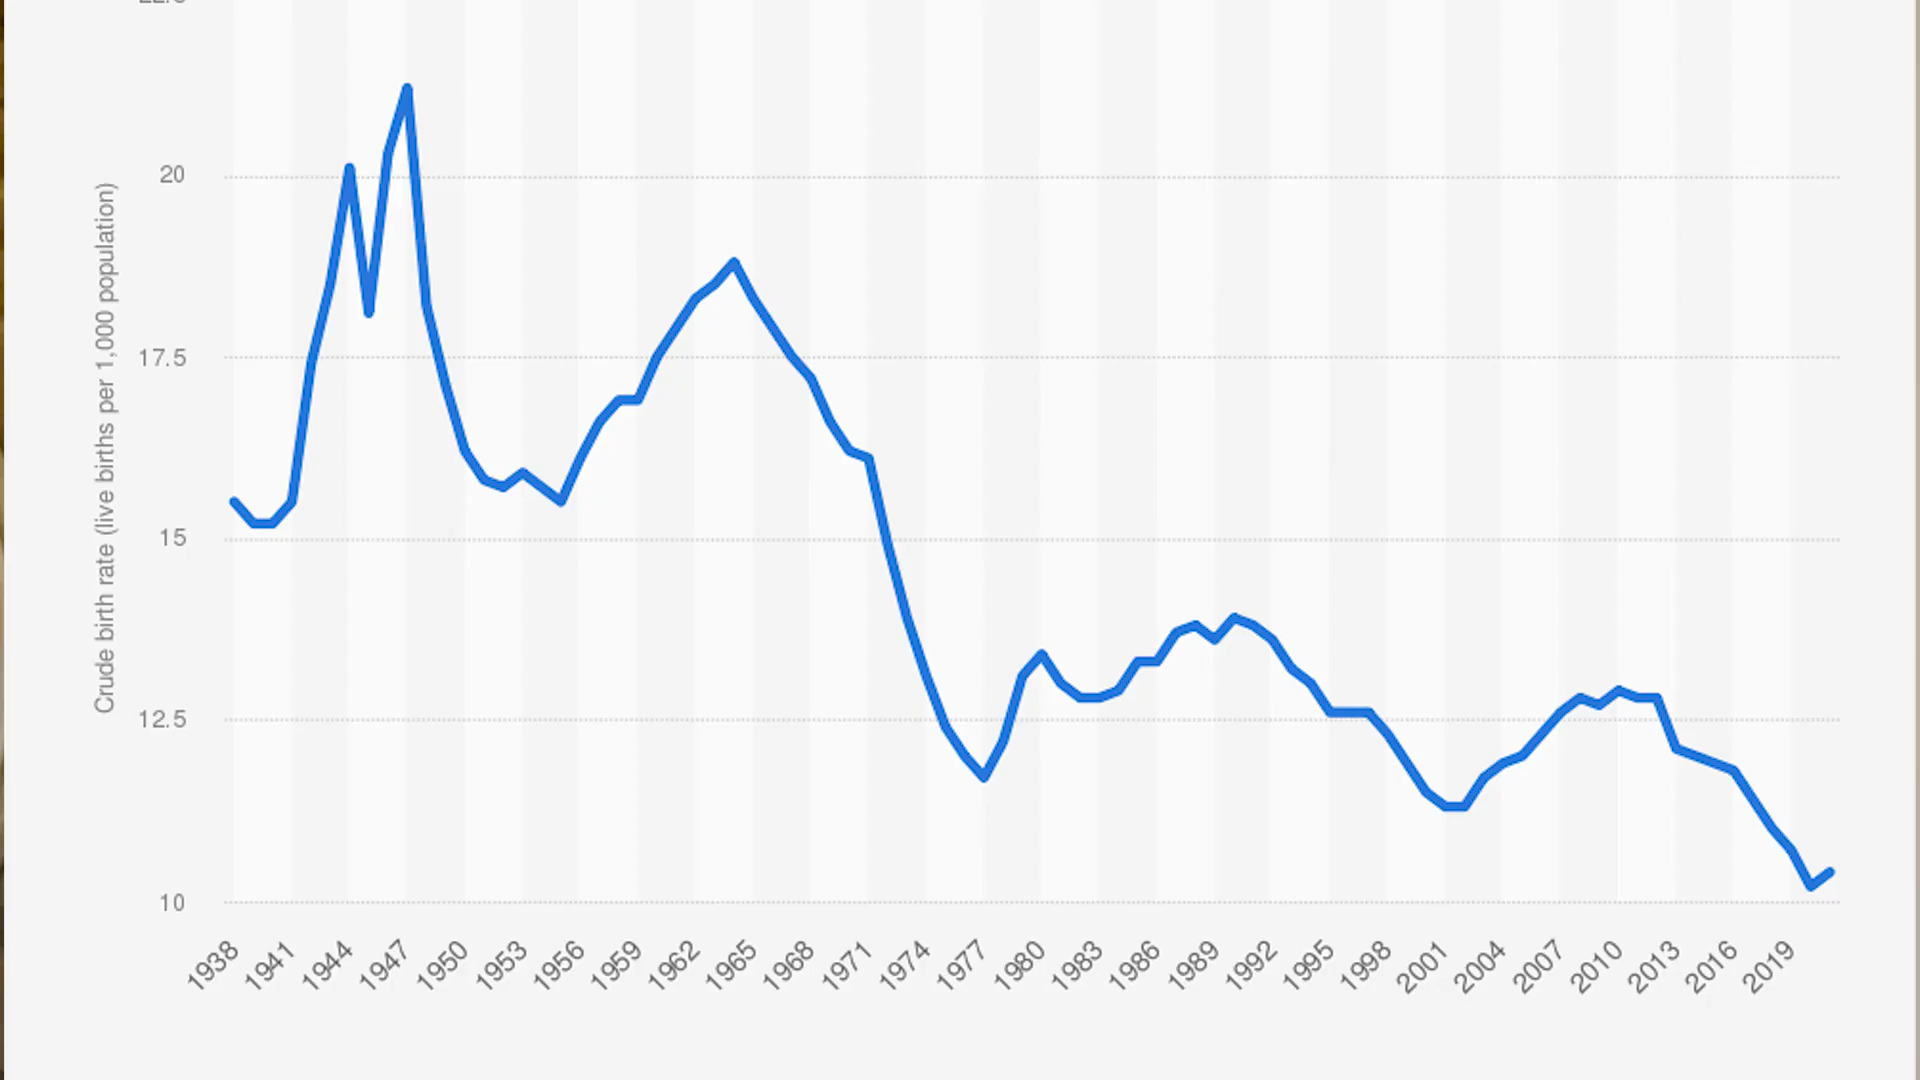 20
17.5
15
12.5
10
Crude birth rate (live births per 1,000 population)
1938 1941 1944 1947 1950 1953 1956 1959 1962 1965 1968 1971 1974 1977 1980 1983 1986 1989 1992 1995 1998 2001 2004 2007 2010 2013 2016 2019